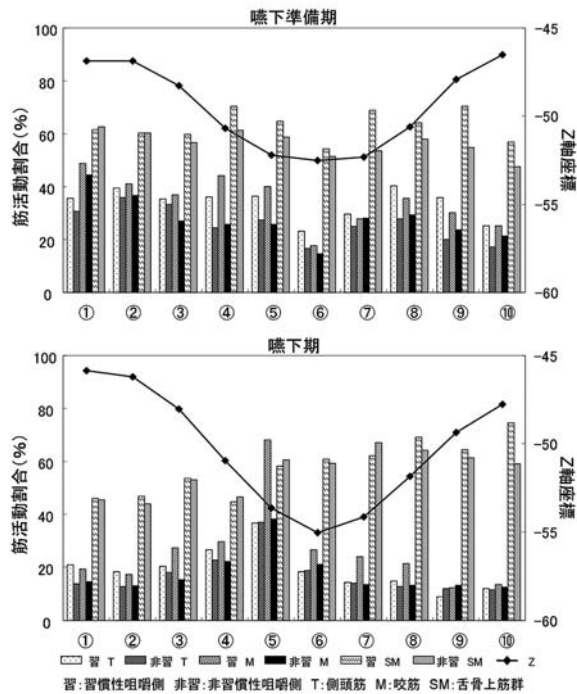 嚥下準備期
100
80
60
40
20
0
筋活動割合(%)
-45
-50
-55
-60
Z軸座標
① ② ③ ④ ⑤ ⑥ ⑦ ⑧ ⑨ ⑩
嚥下期
100
80
60
40
20
0
筋活動割合(%)
-45
-50
-55
-60
Z軸座標
① ② ③ ④ ⑤ ⑥ ⑦ ⑧ ⑨ ⑩
習 T 非習 T 習 M 非習 M 習 SM 非習 SM Z
習:習慣性咀嚼側 非習:非習慣性咀嚼側 T:側頭筋 M:咬筋 SM:舌骨上筋群